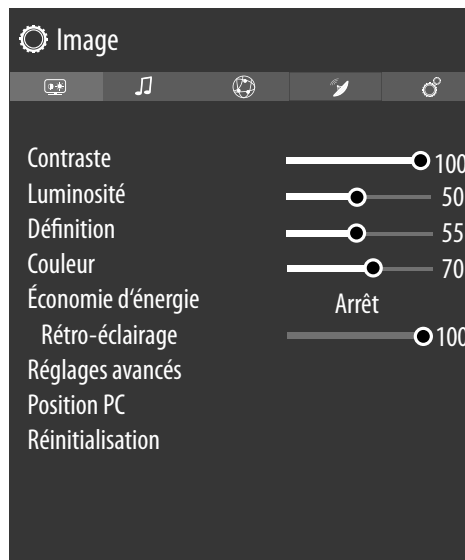 Image
Contraste 100
Luminosité 50
Définition 55
Couleur 70
Économie d‘énergie Arrêt
Rétro-éclairage 100
Réglages avancés
Position PC
Réinitialisation